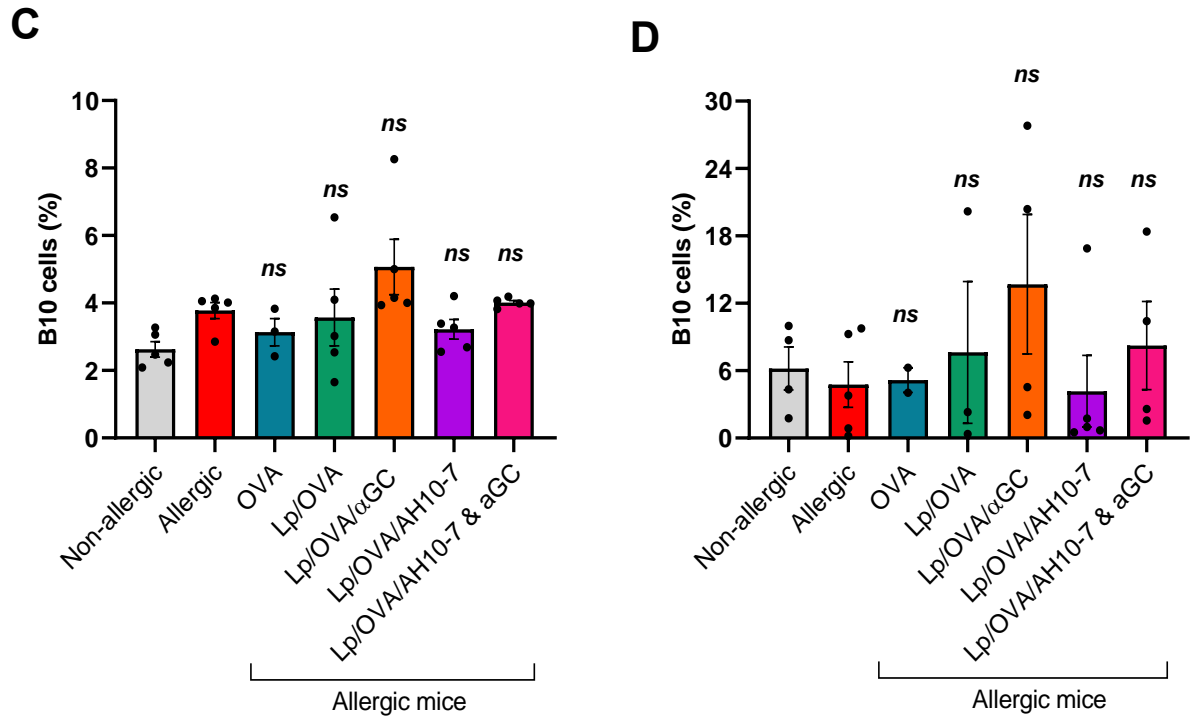 C
B10 cells (%)
10
8
6
4
2
0
ns
ns
ns
ns
ns
Non-allergic
Allergic
OVA
Lp/OVA
Lp/OVA/αGC
Lp/OVA/AH10-7
Lp/OVA/AH10-7 & aGC
Allergic mice
D
B10 cells (%)
30
24
18
12
6
0
ns
ns
ns
ns
ns
Non-allergic
Allergic
OVA
Lp/OVA
Lp/OVA/αGC
Lp/OVA/AH10-7
Lp/OVA/AH10-7 & aGC
Allergic mice